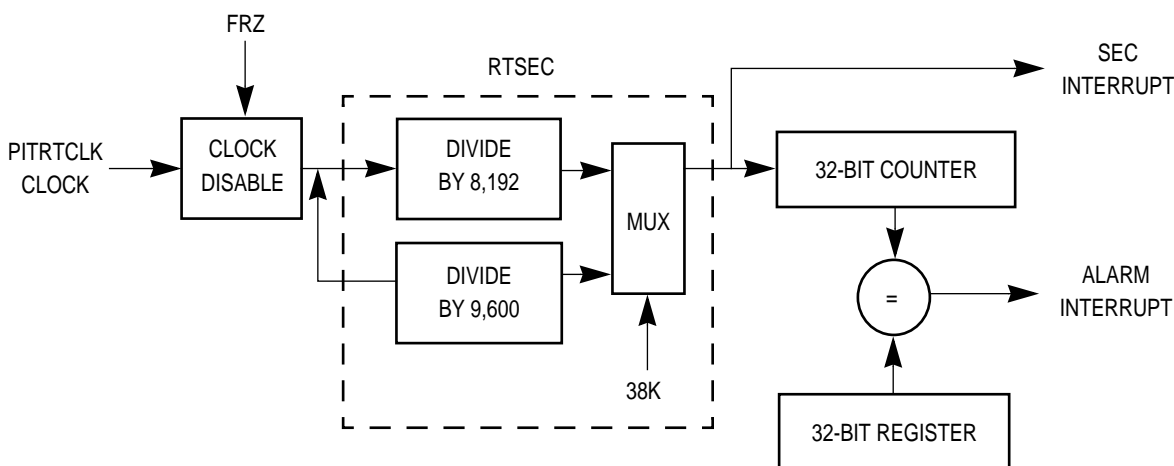 FRZ
RTSEC
SEC
INTERRUPT
PITRTCLK
CLOCK
CLOCK
DISABLE
DIVIDE
BY 8,192
MUX
32-BIT COUNTER
DIVIDE
BY 9,600
=
ALARM
INTERRUPT
38K
32-BIT REGISTER